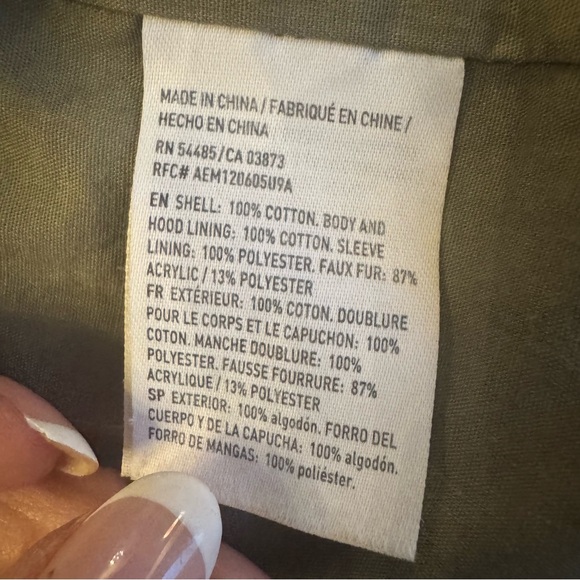 MADE IN CHINA / FABRIQUÉ EN CHINE /
HECHO EN CHINA
RN 54485/CA 03873
RFC# AEM120605U9A
EN SHELL: 100% COTTON. BODY AND
HOOD LINING: 100% COTTON. SLEEVE
LINING: 100% POLYESTER. FAUX FUR: 87%
ACRYLIC / 13% POLYESTER
FR EXTÉRIEUR: 100% COTON. DOUBLURE
POUR LE CORPS ET LE CAPUCHON: 100%
COTON. MANCHE DOUBLURE: 100%
POLYESTER. FAUSSE FOURRURE: 87%
ACRYLIQUE / 13% POLYESTER
SP EXTERIOR: 100% algodón. FORRO DEL
CUERPO Y DE LA CAPUCHA: 100% algodón.
FORRO DE MANGAS: 100% poliéster.